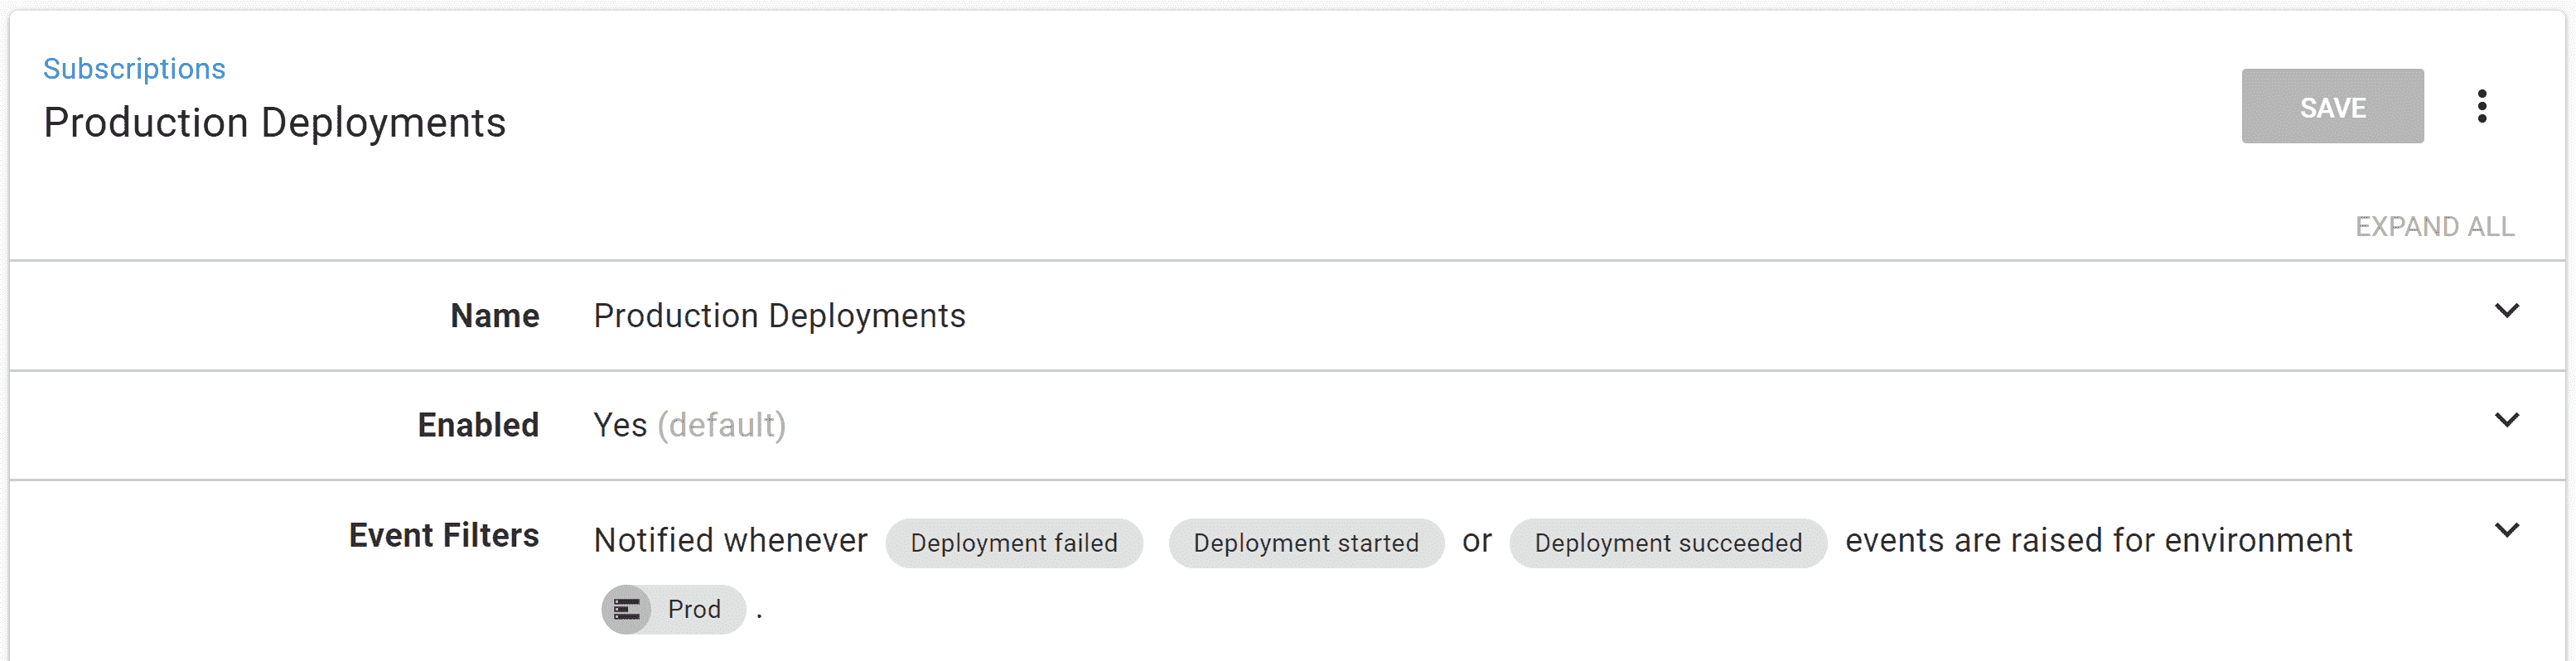 Subscriptions
Production Deployments
SAVE
EXPAND ALL
Name Production Deployments
Enabled Yes (default)
Event Filters Notified whenever Deployment failed Deployment started or Deployment succeeded events are raised for environment
Prod .